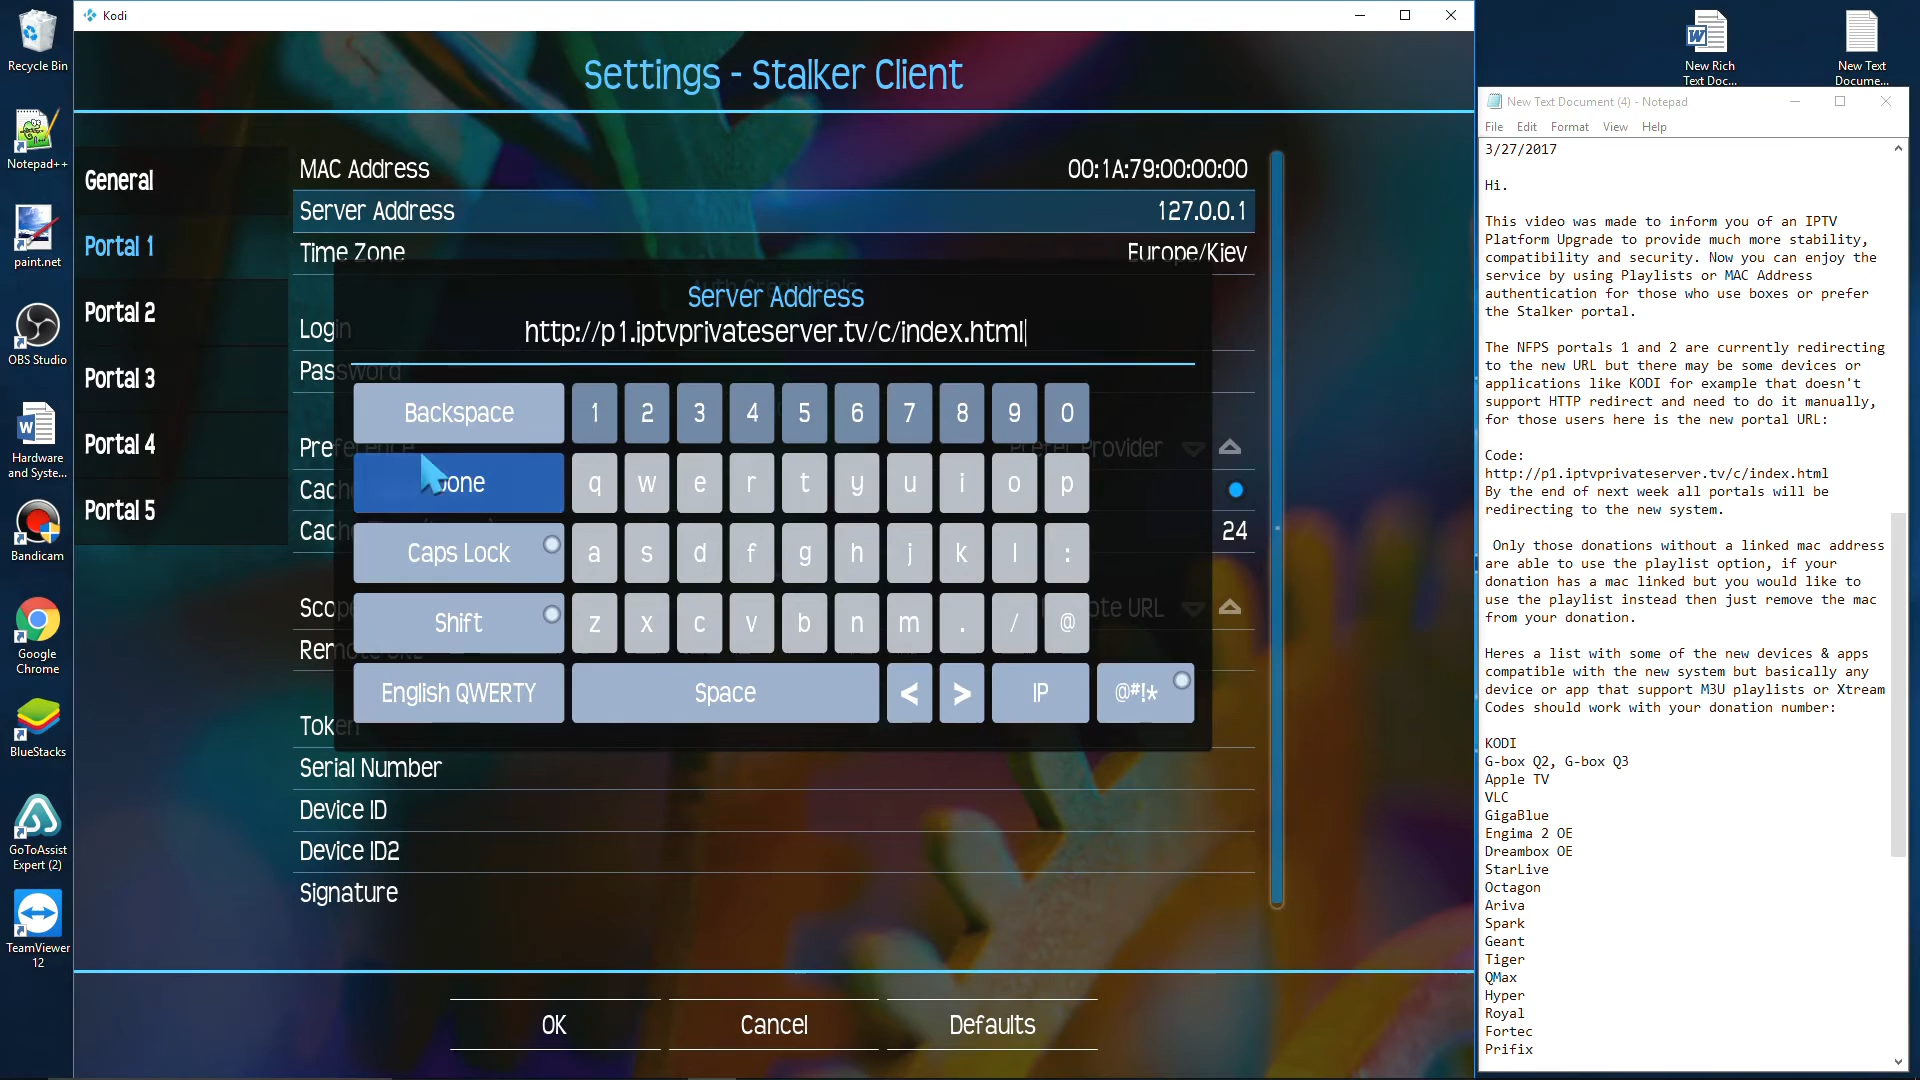 Recycle Bin
Notepad++
paint.net
OBS Studio
Hardware
and Syste...
Bandicam
Google
Chrome
BlueStacks
GoToAssist
Expert (2)
TeamViewer
12
Kodi
Settings - Stalker Client
General
Portal 1
Portal 2
Portal 3
Portal 4
Portal 5
MAC Address 00:1A:79:00:00:00
Server Address 127.0.0.1
Time Zone Europe/Kiev
Login
Password
Preference Prefer Provider
24
Token
Serial Number
Device ID
Device ID2
Signature
Server Address
http://p1.iptvprivateserver.tv/c/index.html
Backspace 1 2 3 4 5 6 7 8 9 0
Done q w e r t y u i o p
Caps Lock a s d f g h j k l :
Shift z x c v b n m . / @
English QWERTY Space < > IP @#!*
OK Cancel Defaults
New Rich
Text Doc...
New Text
Docume...
New Text Document (4) - Notepad
File Edit Format View Help
3/27/2017
Hi.
This video was made to inform you of an IPTV
Platform Upgrade to provide much more stability,
compatibility and security. Now you can enjoy the
service by using Playlists or MAC Address
authentication for those who use boxes or prefer
the Stalker portal.
The NFPS portals 1 and 2 are currently redirecting
to the new URL but there may be some devices or
applications like KODI for example that doesn't
support HTTP redirect and need to do it manually,
for those users here is the new portal URL:
Code:
http://p1.iptvprivateserver.tv/c/index.html
By the end of next week all portals will be
redirecting to the new system.
Only those donations without a linked mac address
are able to use the playlist option, if your
donation has a mac linked but you would like to
use the playlist instead then just remove the mac
from your donation.
Heres a list with some of the new devices & apps
compatible with the new system but basically any
device or app that support M3U playlists or Xtream
Codes should work with your donation number:
KODI
G-box Q2, G-box Q3
Apple TV
VLC
GigaBlue
Engima 2 OE
Dreambox OE
StarLive
Octagon
Ariva
Spark
Geant
Tiger
QMax
Hyper
Royal
Fortec
Prifix